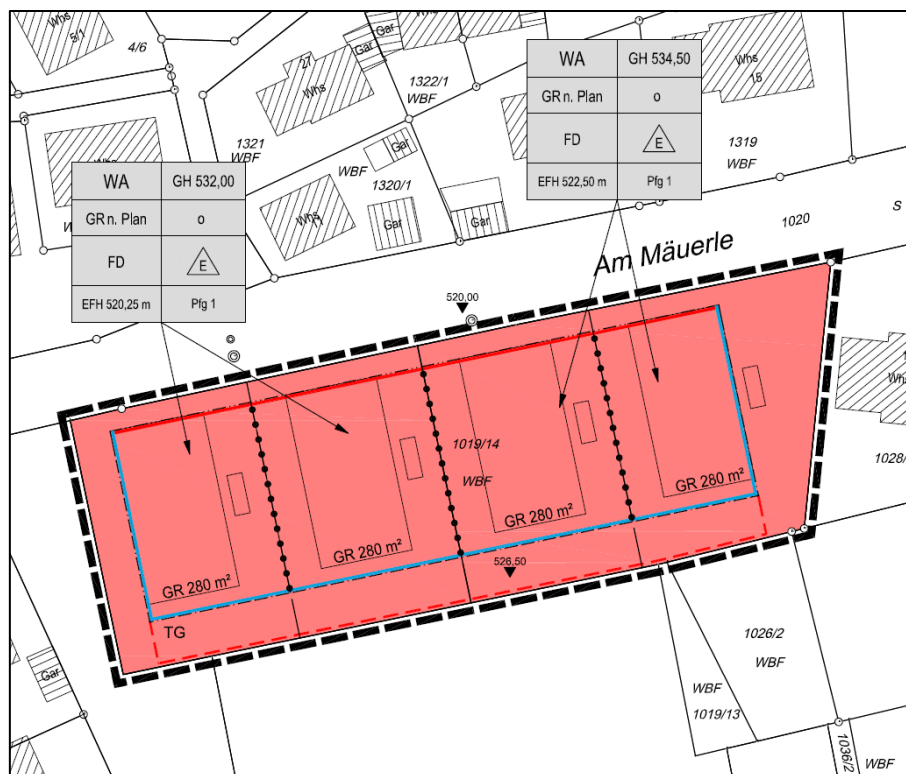 Whs
5/1
4/6
27
Whs
Gar
Gar
1322/1
WBF
WA GH 534,50
GR n. Plan o
FD E
EFH 522,50 m Pfg 1
Whs
15
1321
WBF
Gar
WBF
1320/1
1319
WBF
WA GH 532,00
GR n. Plan o
FD E
EFH 520,25 m Pfg 1
Whs
Gar
Gar
1020
S
Am Mäuerle
520,00
1019/14
WBF
1028/
GR 280 m²
GR 280 m²
GR 280 m²
GR 280 m²
526,50
TG
Gar
1026/2
WBF
WBF
1019/13
1036/2
WBF